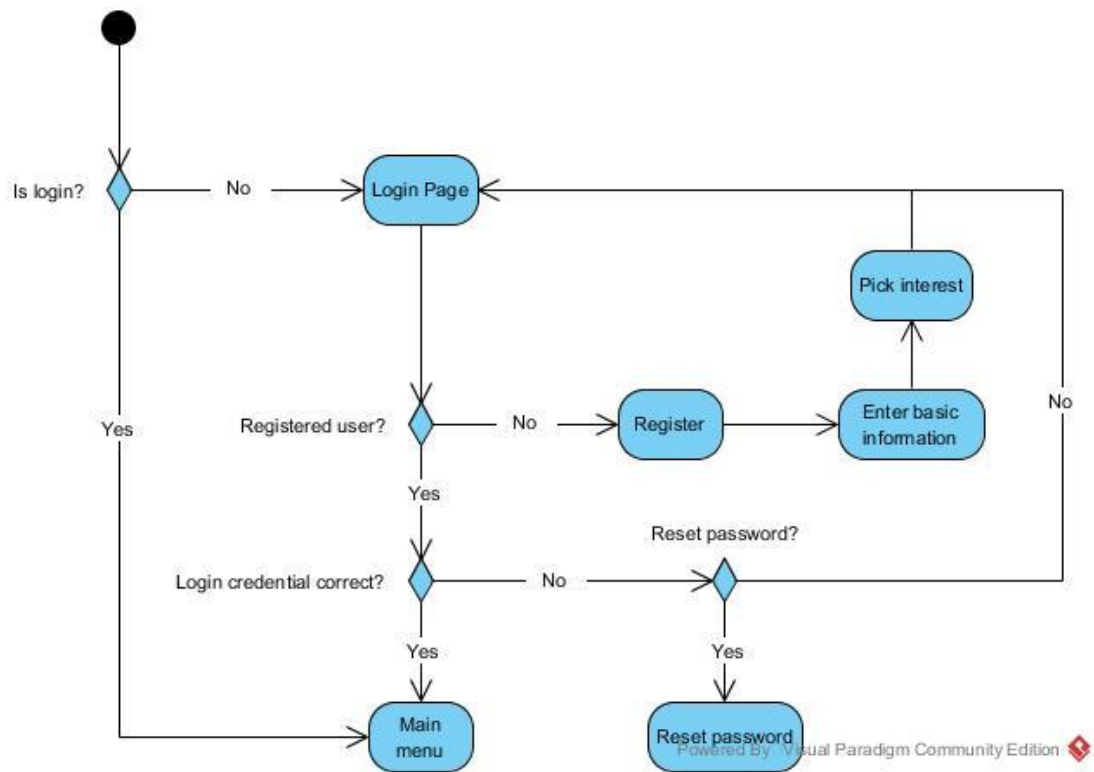 Is login?
No
Login Page
Pick interest
Yes
Registered user?
No
Register
Enter basic
information
No
Yes
Reset password?
Login credential correct?
No
Yes
Yes
Main
menu
Reset password
Powered By Visual Paradigm Community Edition